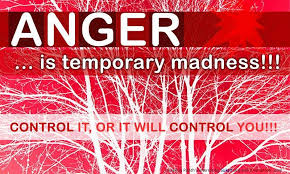 ANGER
... is temporary madness!!!
CONTROL IT, OR IT WILL CONTROL YOU!!!